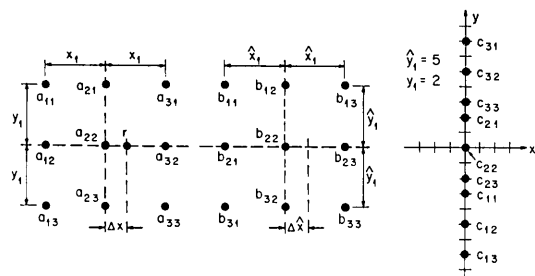 x₁ x₁ x̂₁ x̂₁
a₁₁ a₂₁ a₃₁ b₁₁ b₁₂ b₁₃
y₁ ŷ₁
a₁₂ a₂₂ r a₃₂ b₂₁ b₂₂ b₂₃
y₁ ŷ₁
a₁₃ a₂₃ a₃₃ b₃₁ b₃₂ b₃₃
Δx Δx̂
ŷ₁ = 5
y₁ = 2
y
x
c₃₁
c₃₂
c₃₃
c₂₁
c₂₂
c₂₃
c₁₁
c₁₂
c₁₃